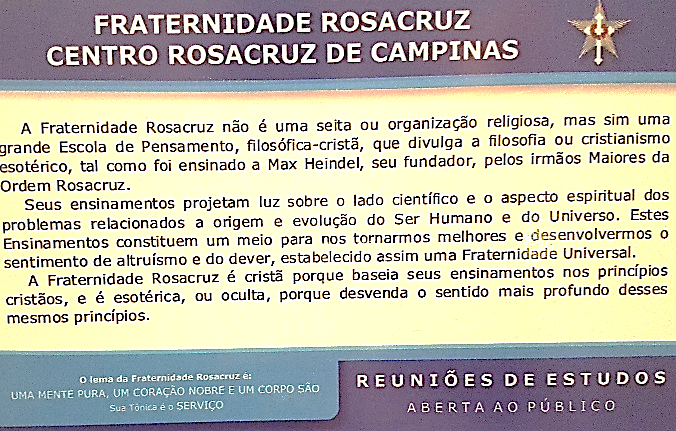 FRATERNIDADE ROSACRUZ
CENTRO ROSACRUZ DE CAMPINAS
A Fraternidade Rosacruz não é uma seita ou organização religiosa, mas sim uma
grande Escola de Pensamento, filosófica-cristã, que divulga a filosofia ou cristianismo
esotérico, tal como foi ensinado a Max Heindel, seu fundador, pelos irmãos Maiores da
Ordem Rosacruz.
Seus ensinamentos projetam luz sobre o lado científico e o aspecto espiritual dos
problemas relacionados a origem e evolução do Ser Humano e do Universo. Estes
Ensinamentos constituem um meio para nos tornarmos melhores e desenvolvermos o
sentimento de altruísmo e do dever, estabelecido assim uma Fraternidade Universal.
A Fraternidade Rosacruz é cristã porque baseia seus ensinamentos nos princípios
cristãos, e é esotérica, ou oculta, porque desvenda o sentido mais profundo desses
mesmos princípios.
O lema da Fraternidade Rosacruz é:
UMA MENTE PURA, UM CORAÇÃO NOBRE E UM CORPO SÃO
Sua Tônica é o SERVIÇO
REUNIÕES DE ESTUDOS
ABERTA AO PÚBLICO